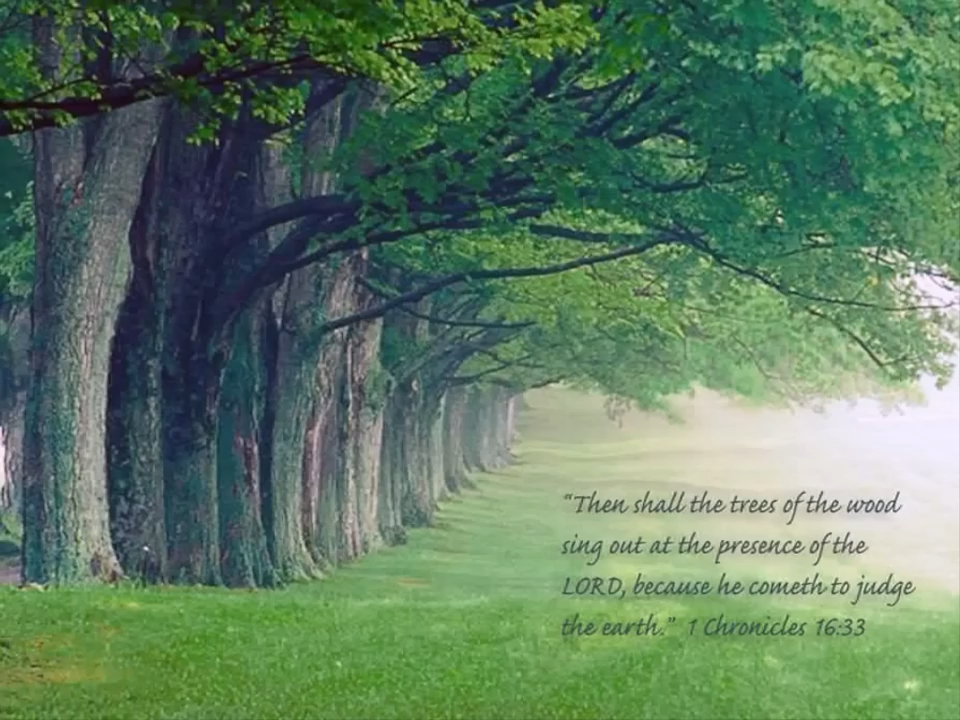 “Then shall the trees of the wood
sing out at the presence of the
LORD, because he cometh to judge
the earth.” 1 Chronicles 16:33